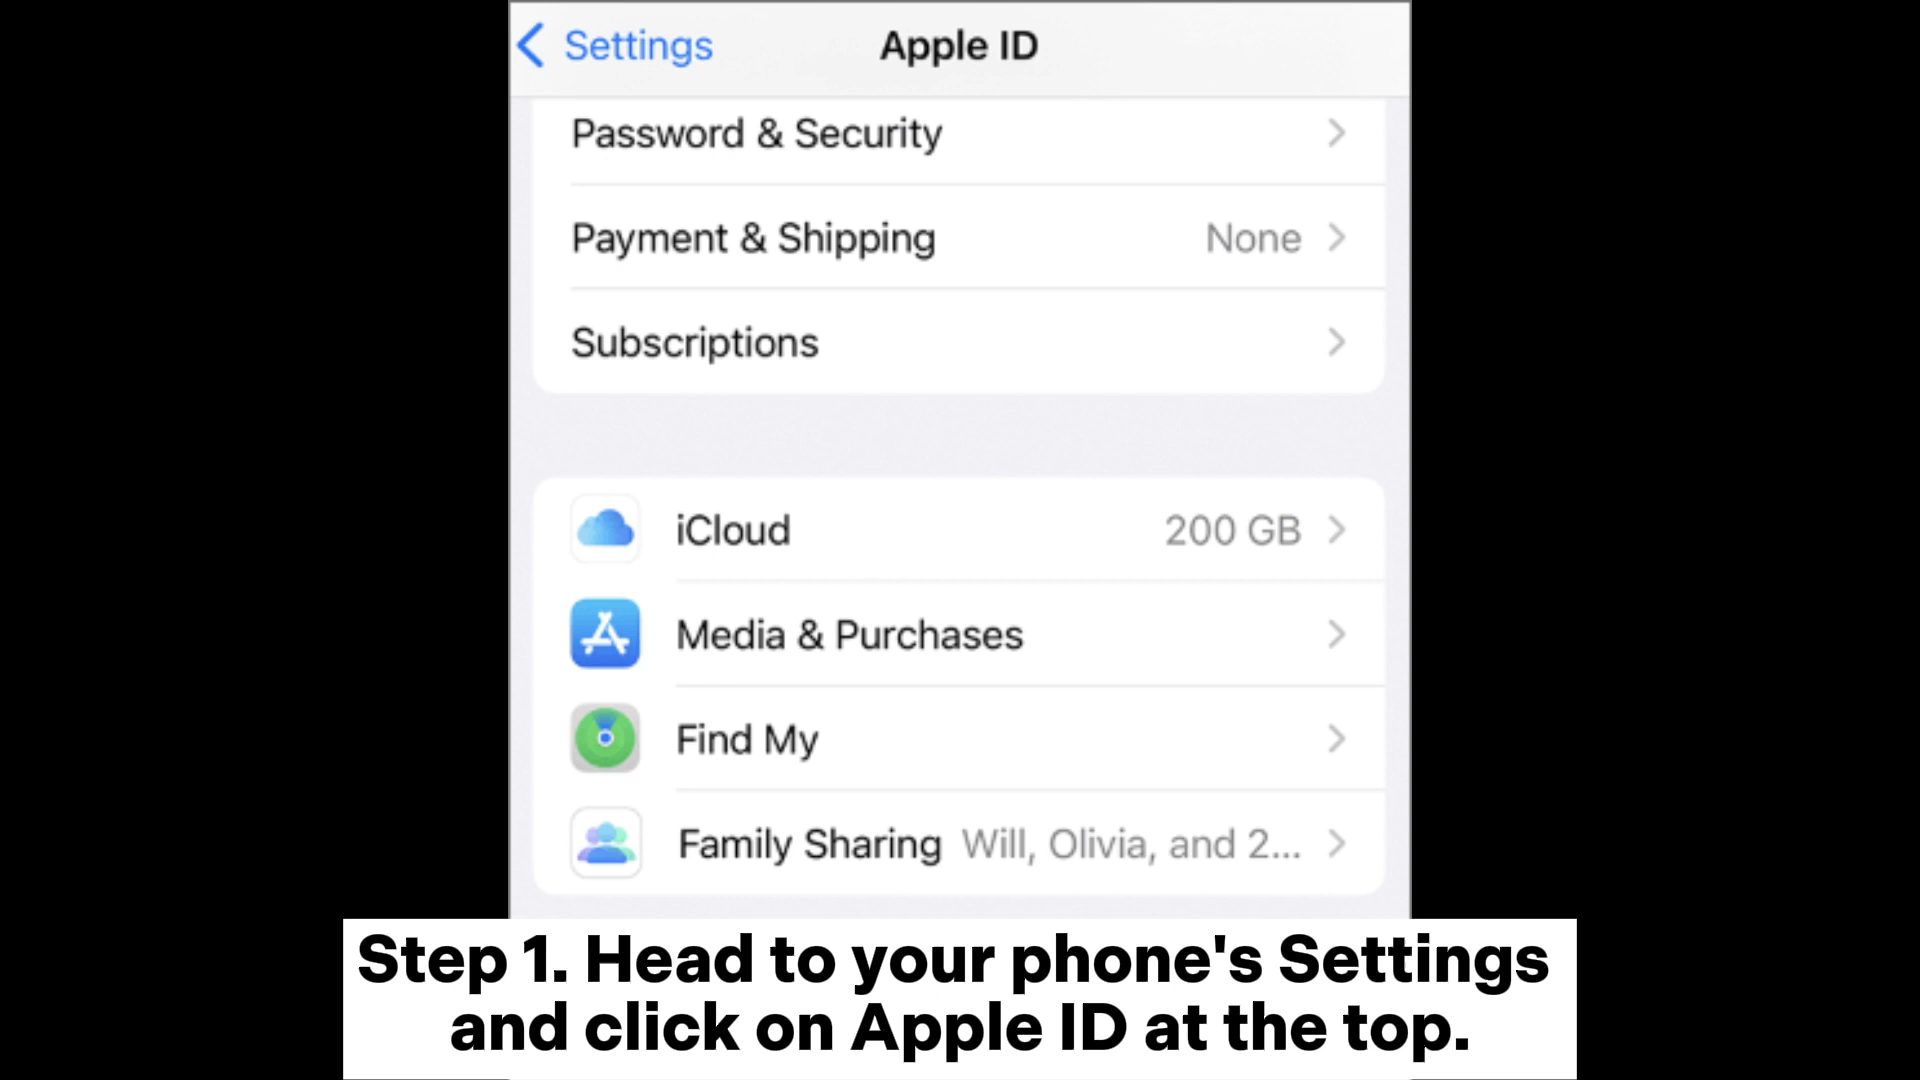 Settings Apple ID
Password & Security
Payment & Shipping None
Subscriptions
iCloud 200 GB
Media & Purchases
Find My
Family Sharing Will, Olivia, and 2...
Step 1. Head to your phone's Settings
and click on Apple ID at the top.